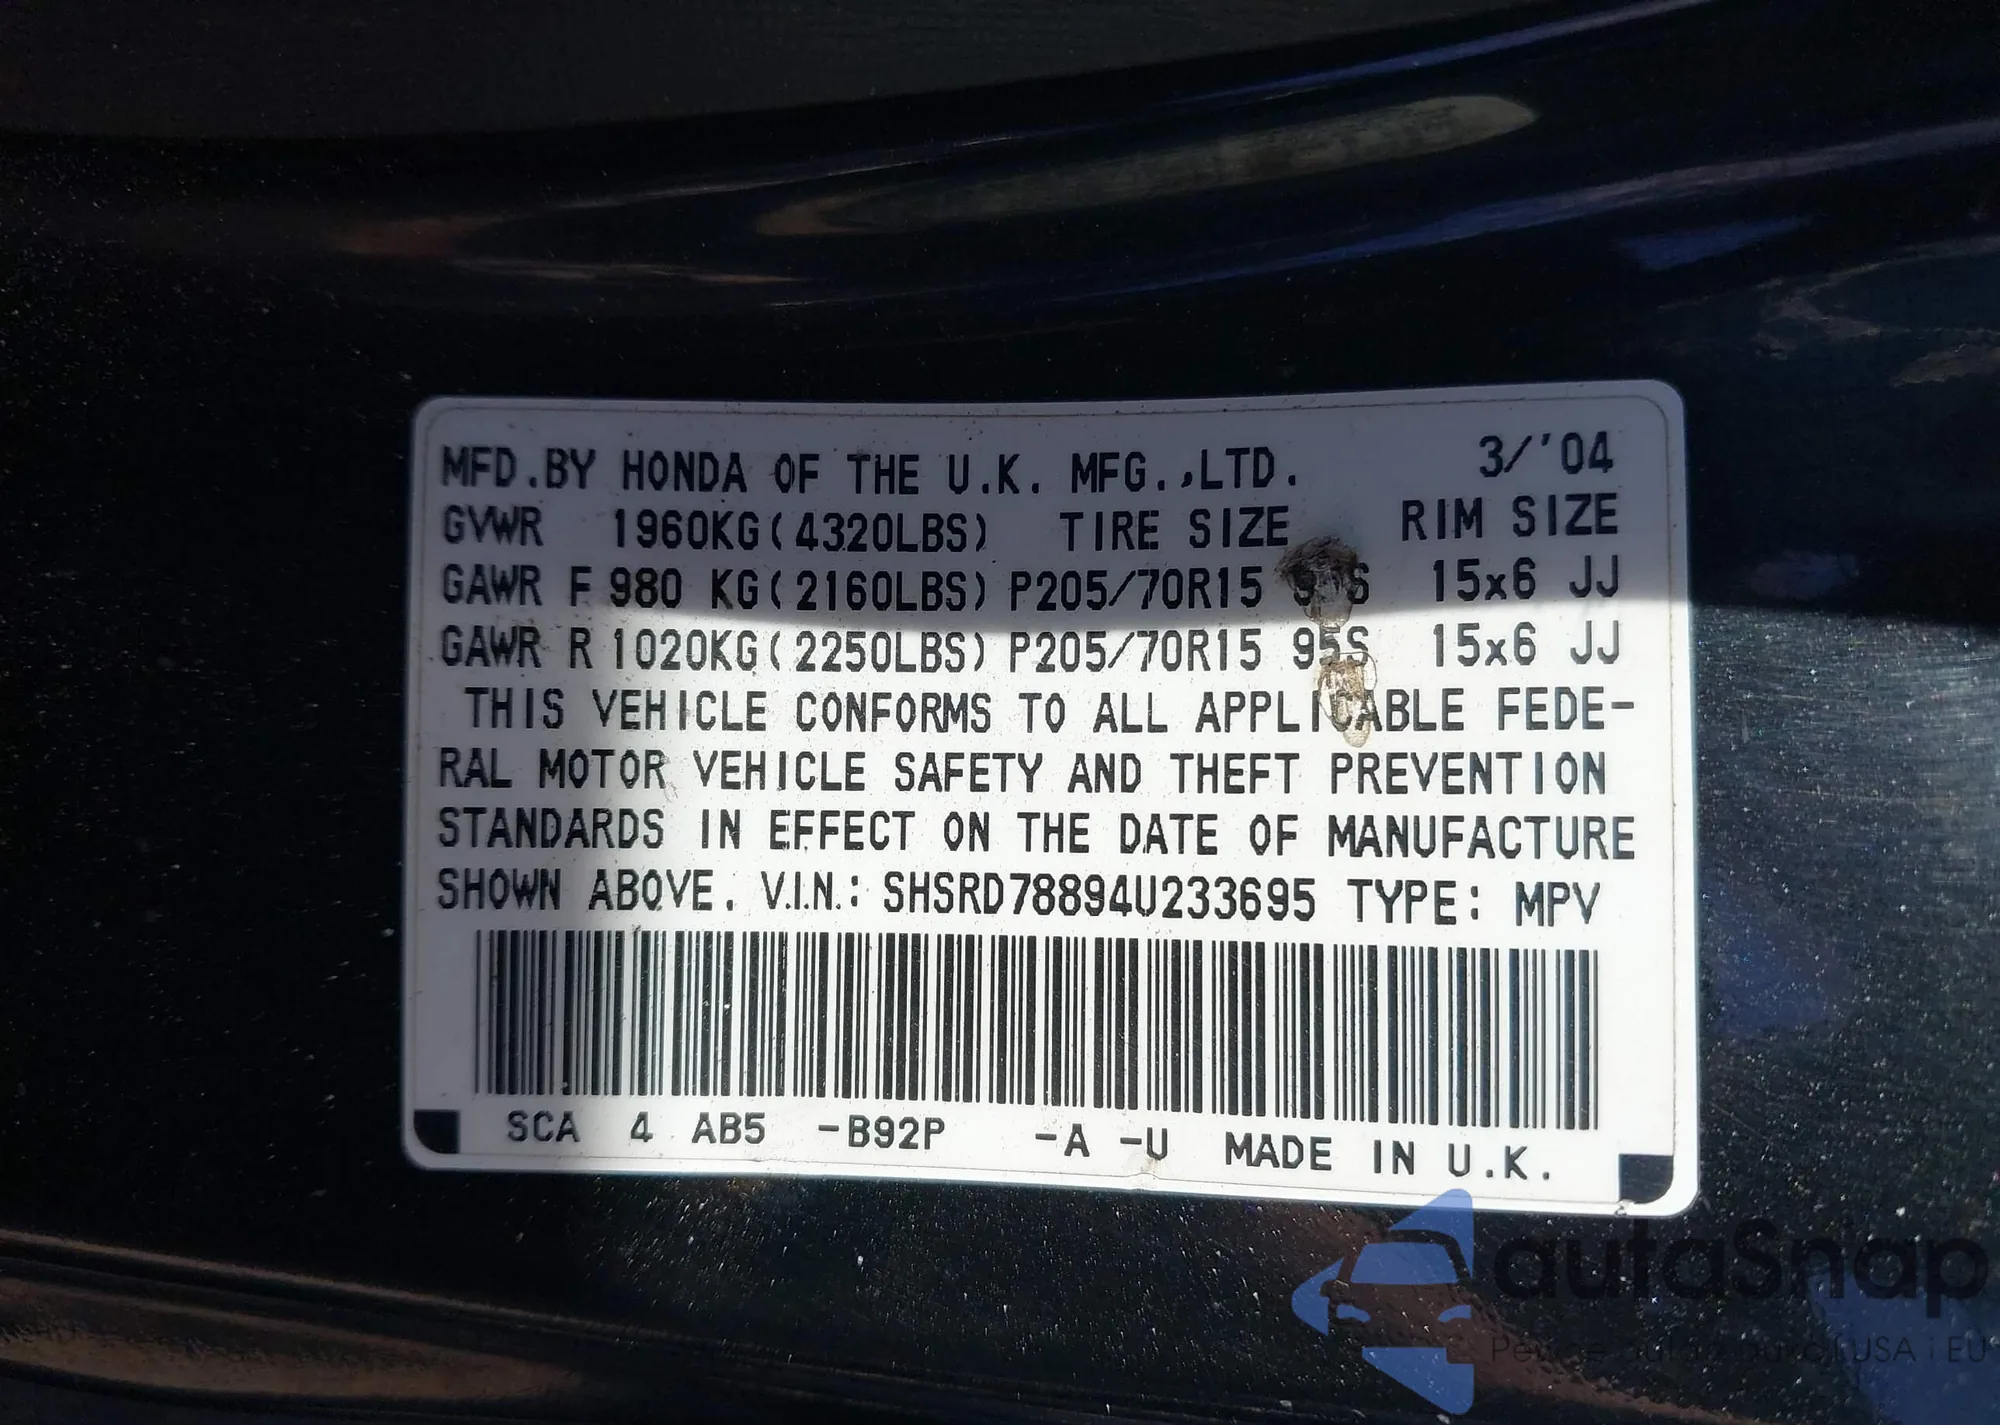 MFD.BY HONDA OF THE U.K. MFG.,LTD. 3/'04
GVWR 1960KG(4320LBS) TIRE SIZE RIM SIZE
GAWR F 980 KG(2160LBS) P205/70R15 15x6 JJ
GAWR R 1020KG(2250LBS) P205/70R15 95S 15x6 JJ
THIS VEHICLE CONFORMS TO ALL APPLICABLE FEDE-
RAL MOTOR VEHICLE SAFETY AND THEFT PREVENTION
STANDARDS IN EFFECT ON THE DATE OF MANUFACTURE
SHOWN ABOVE. V.I.N.: SHSRD78894U233695 TYPE: MPV
SCA 4 AB5 -B92P -A -U MADE IN U.K.
autaSnap
USA i EU